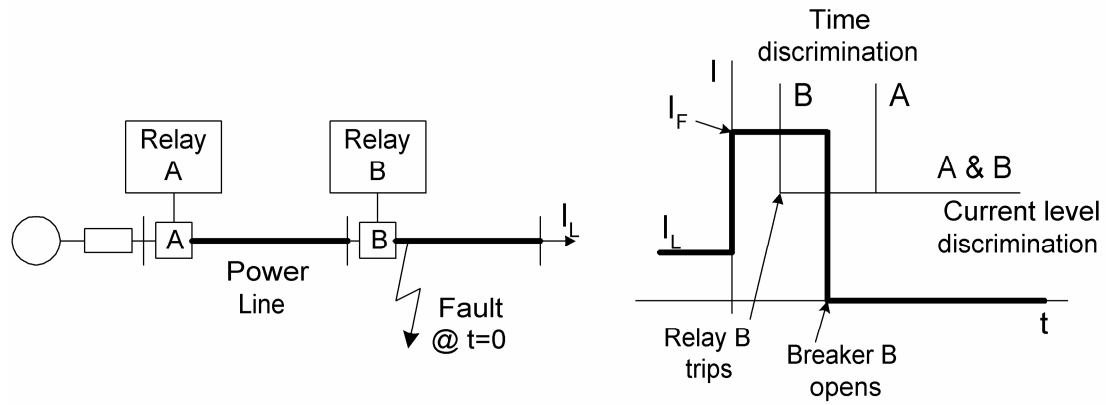 Relay
A
Relay
B
A
B
I_L
Power
Line
Fault
@ t=0
Time
discrimination
I
B
A
I_F
A & B
Current level
discrimination
I_L
t
Relay B
trips
Breaker B
opens